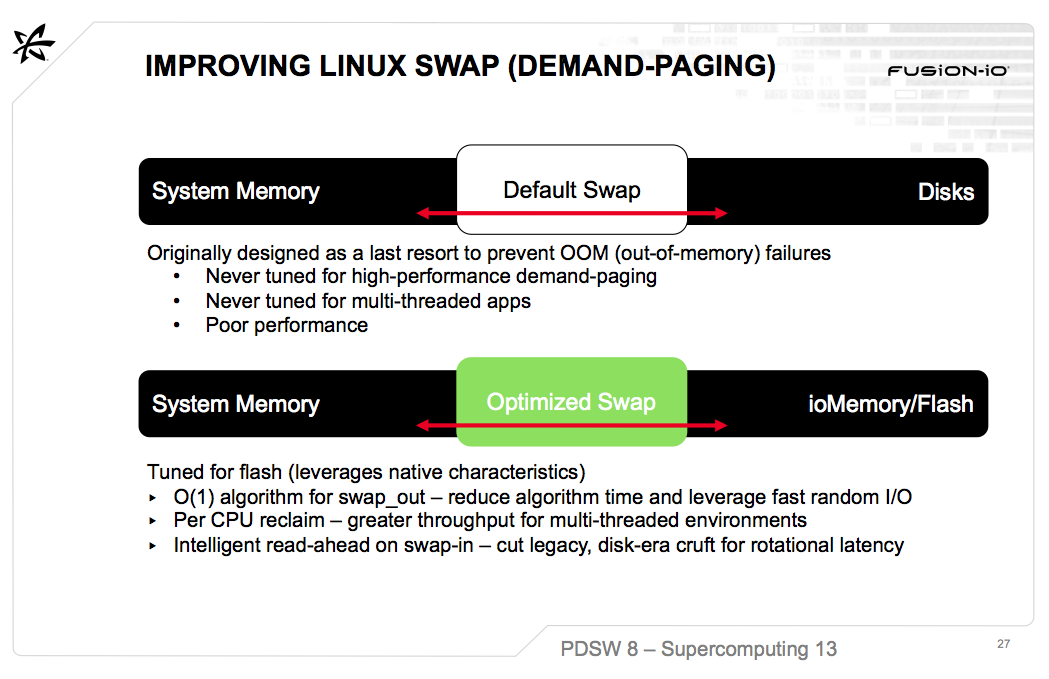 IMPROVING LINUX SWAP (DEMAND-PAGING)
FUSION-iO
System Memory
Default Swap
Disks
Originally designed as a last resort to prevent OOM (out-of-memory) failures
• Never tuned for high-performance demand-paging
• Never tuned for multi-threaded apps
• Poor performance
System Memory
Optimized Swap
ioMemory/Flash
Tuned for flash (leverages native characteristics)
▸ O(1) algorithm for swap_out – reduce algorithm time and leverage fast random I/O
▸ Per CPU reclaim – greater throughput for multi-threaded environments
▸ Intelligent read-ahead on swap-in – cut legacy, disk-era cruft for rotational latency
PDSW 8 – Supercomputing 13
27